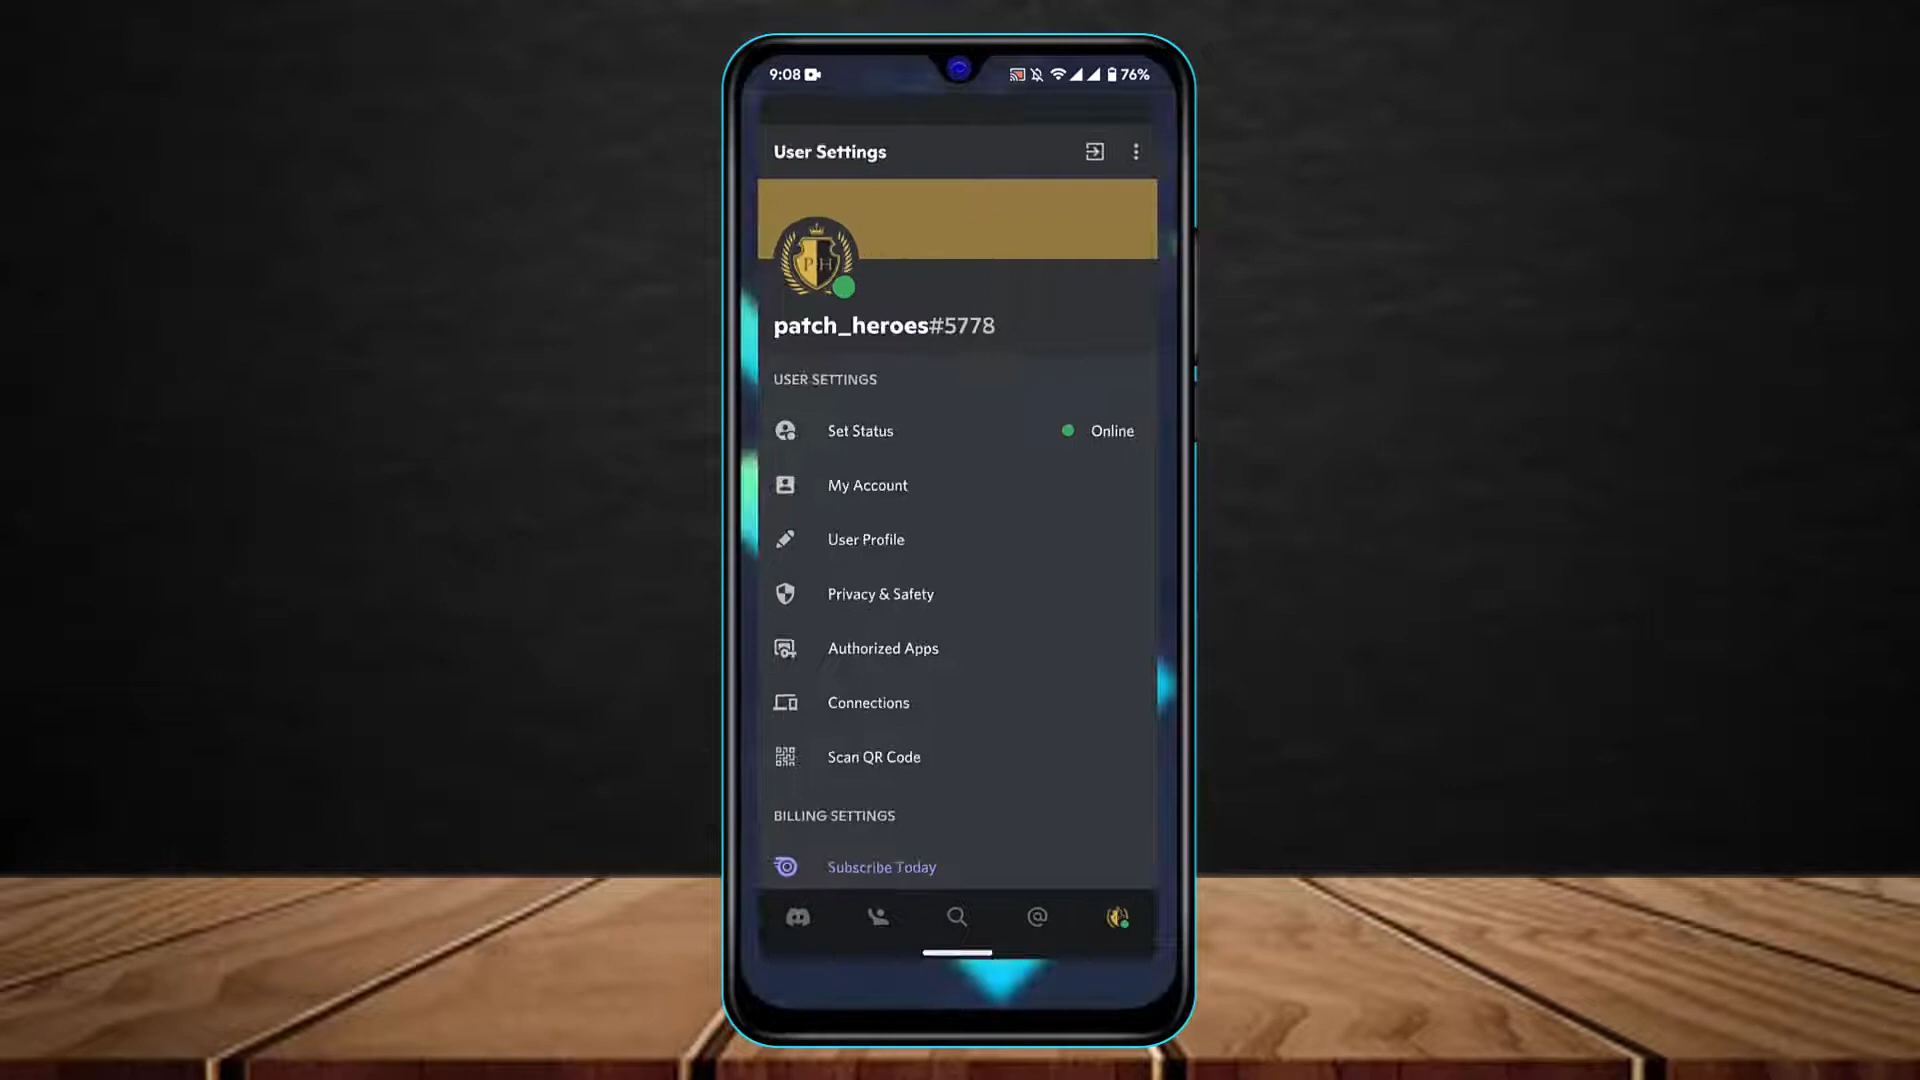 9:08 76%
User Settings
PH
patch_heroes#5778
USER SETTINGS
Set Status Online
My Account
User Profile
Privacy & Safety
Authorized Apps
Connections
Scan QR Code
BILLING SETTINGS
Subscribe Today